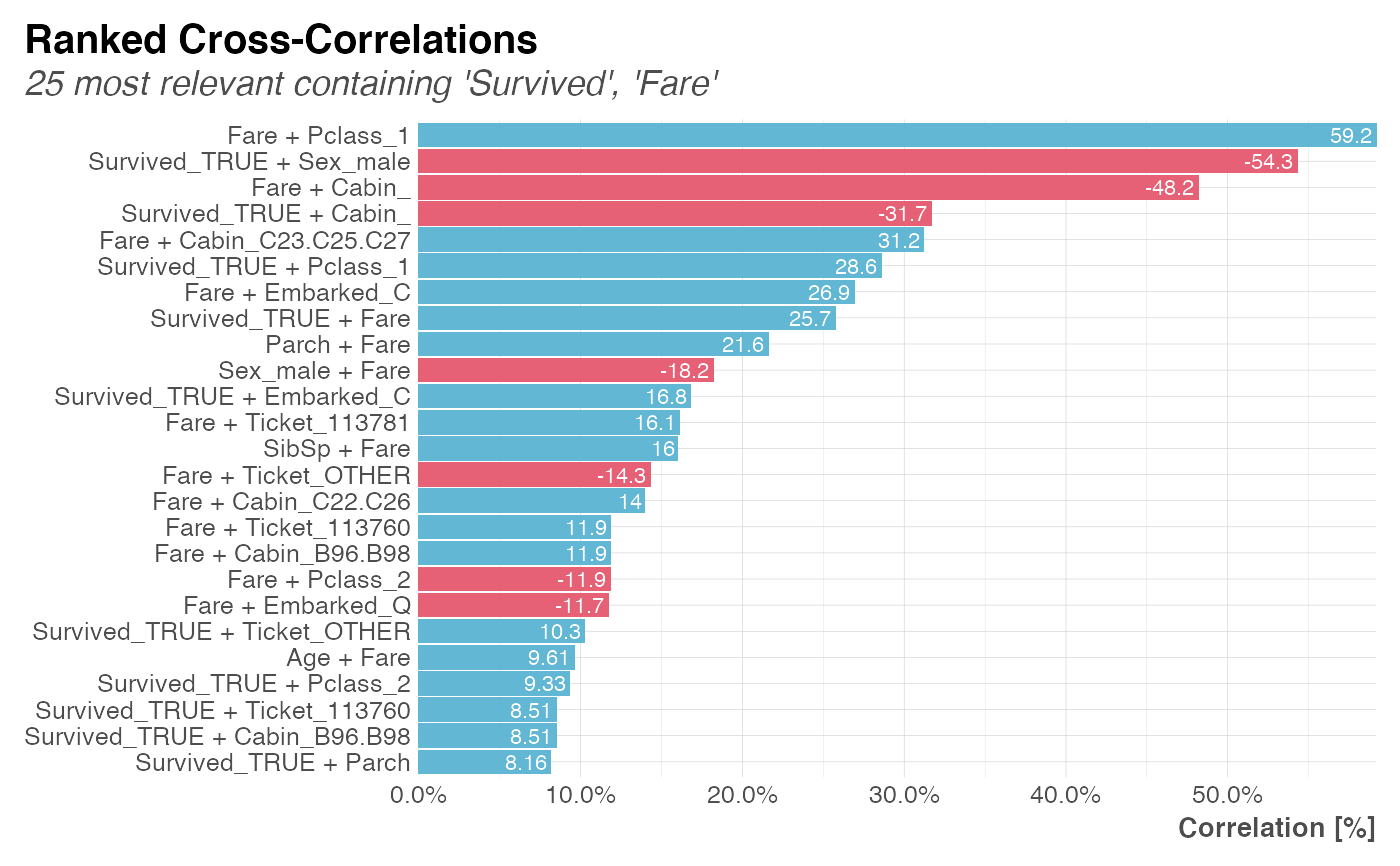 Ranked Cross-Correlations
25 most relevant containing 'Survived', 'Fare'
Fare + Pclass_1 59.2
Survived_TRUE + Sex_male -54.3
Fare + Cabin_ -48.2
Survived_TRUE + Cabin_ -31.7
Fare + Cabin_C23.C25.C27 31.2
Survived_TRUE + Pclass_1 28.6
Fare + Embarked_C 26.9
Survived_TRUE + Fare 25.7
Parch + Fare 21.6
Sex_male + Fare -18.2
Survived_TRUE + Embarked_C 16.8
Fare + Ticket_113781 16.1
SibSp + Fare 16
Fare + Ticket_OTHER -14.3
Fare + Cabin_C22.C26 14
Fare + Ticket_113760 11.9
Fare + Cabin_B96.B98 11.9
Fare + Pclass_2 -11.9
Fare + Embarked_Q -11.7
Survived_TRUE + Ticket_OTHER 10.3
Age + Fare 9.61
Survived_TRUE + Pclass_2 9.33
Survived_TRUE + Ticket_113760 8.51
Survived_TRUE + Cabin_B96.B98 8.51
Survived_TRUE + Parch 8.16
0.0% 10.0% 20.0% 30.0% 40.0% 50.0%
Correlation [%]